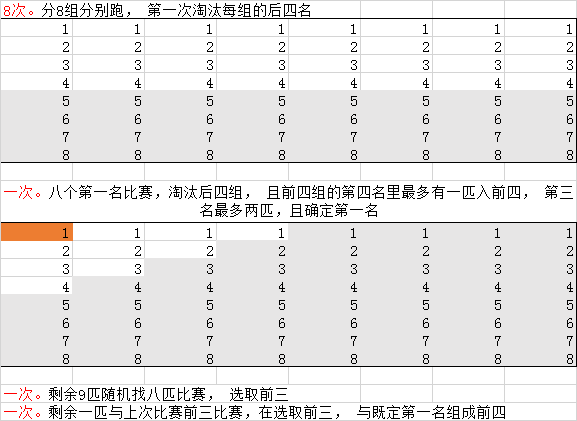 8次。分8组分别跑， 第一次淘汰每组的后四名
1 1 1 1 1 1 1 1
2 2 2 2 2 2 2 2
3 3 3 3 3 3 3 3
4 4 4 4 4 4 4 4
5 5 5 5 5 5 5 5
6 6 6 6 6 6 6 6
7 7 7 7 7 7 7 7
8 8 8 8 8 8 8 8
一次。八个第一名比赛，淘汰后四组， 且前四组的第四名里最多有一匹入前四， 第三
名最多两匹，且确定第一名
1 1 1 1 1 1 1 1
2 2 2 2 2 2 2 2
3 3 3 3 3 3 3 3
4 4 4 4 4 4 4 4
5 5 5 5 5 5 5 5
6 6 6 6 6 6 6 6
7 7 7 7 7 7 7 7
8 8 8 8 8 8 8 8
一次。剩余9匹随机找八匹比赛， 选取前三
一次。剩余一匹与上次比赛前三比赛，在选取前三， 与既定第一名组成前四